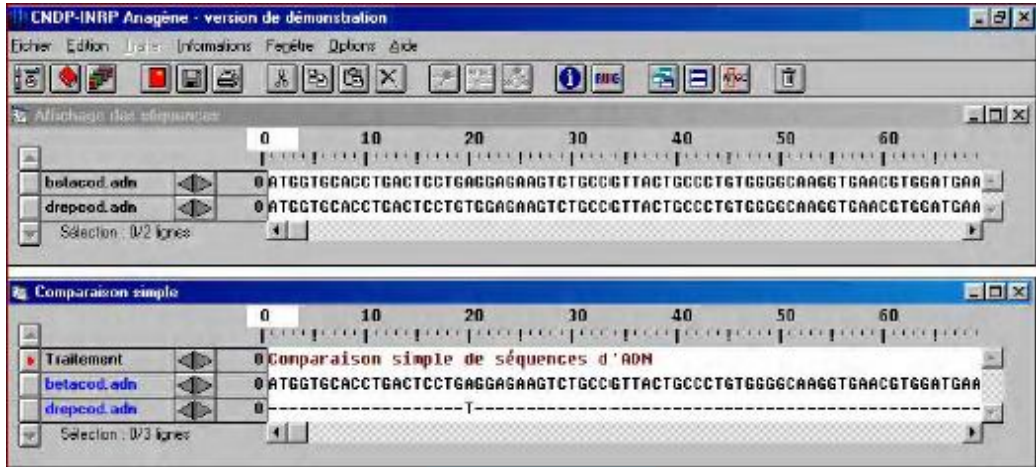 CNDP-INRP Anagène - version de démonstration
Fichier Edition Traiter Informations Fenêtre Options Aide
Affichage des séquences
0 10 20 30 40 50 60
betacod.adn 0 ATGGTGCACCTGACTCCTGAGGAGAAGTCTGCCGTTACTGCCCTGTGGGGCAAGGTGAACGTGGATGAA
drepcod.adn 0 ATGGTGCACCTGACTCCTGTGGAGAAGTCTGCCGTTACTGCCCTGTGGGGCAAGGTGAACGTGGATGAA
Sélection : 0/2 lignes
Comparaison simple
0 10 20 30 40 50 60
Traitement 0 Comparaison simple de séquences d'ADN
betacod.adn 0 ATGGTGCACCTGACTCCTGAGGAGAAGTCTGCCGTTACTGCCCTGTGGGGCAAGGTGAACGTGGATGAA
drepcod.adn 0 -------------------T-------------------------------------------------
Sélection : 0/3 lignes